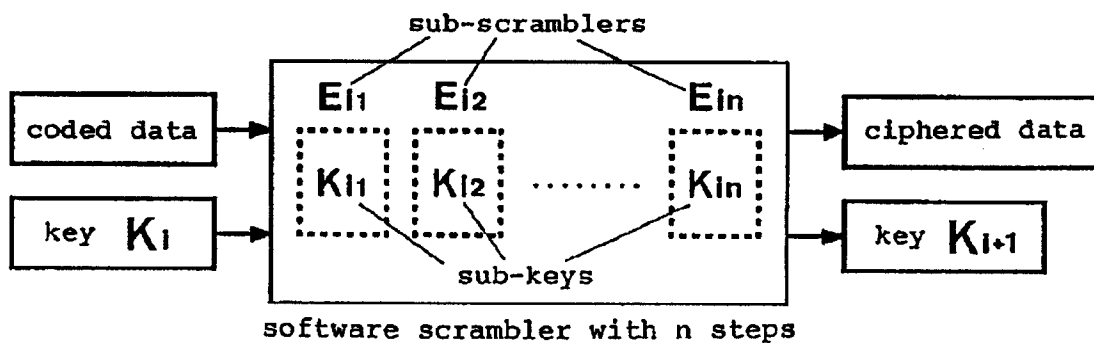 sub-scramblers
Ei1 Ei2 Ein
coded data
ciphered data
Ki1 Ki2 ........ Kin
key Ki
key Ki+1
sub-keys
software scrambler with n steps